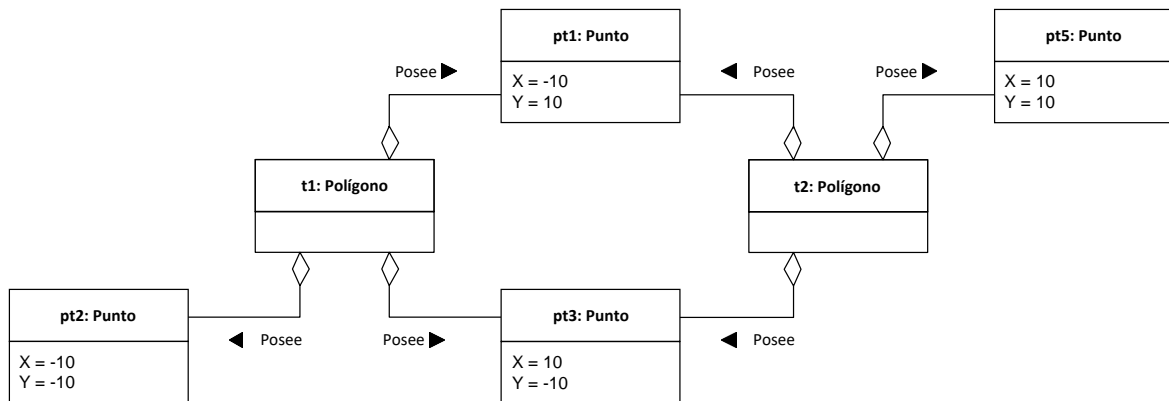 pt1: Punto
X = -10
Y = 10
pt5: Punto
X = 10
Y = 10
Posee
Posee
Posee
t1: Polígono
t2: Polígono
pt2: Punto
X = -10
Y = -10
Posee
Posee
pt3: Punto
X = 10
Y = -10
Posee